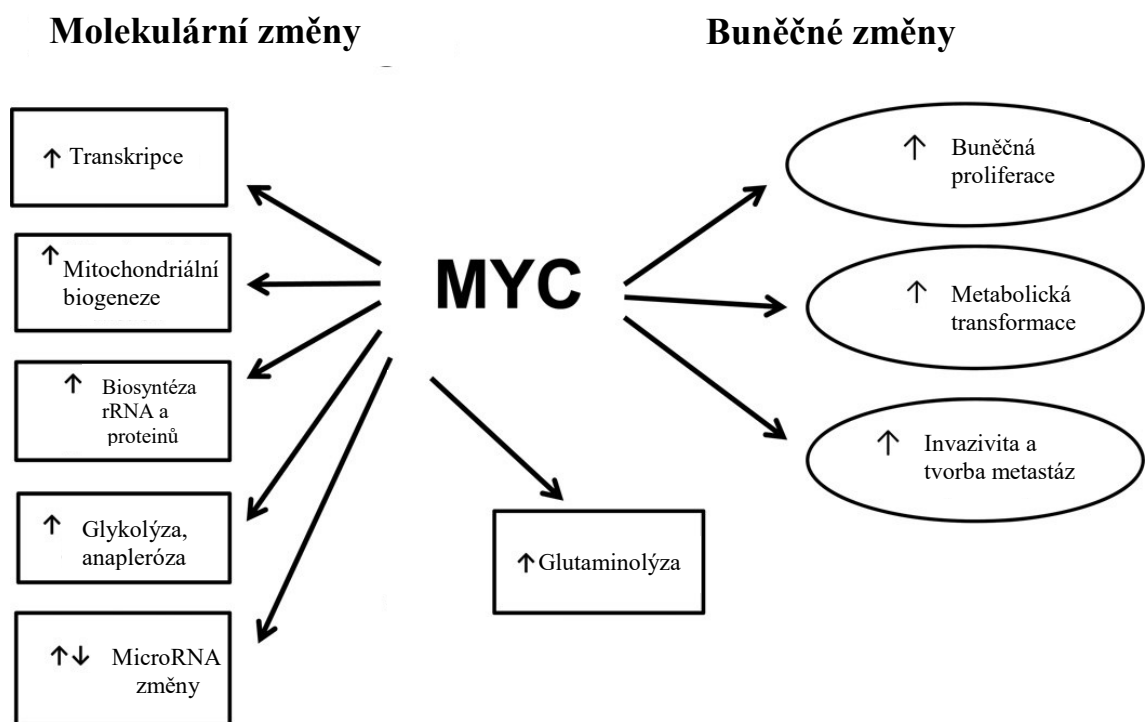 Molekulární změny
Buněčné změny
↑ Transkripce
↑ Mitochondriální
biogeneze
↑ Biosyntéza
rRNA a
proteinů
↑ Glykolýza,
anapleróza
↑↓ MicroRNA
změny
MYC
↑ Glutaminolýza
↑ Buněčná
proliferace
↑ Metabolická
transformace
↑ Invazivita a
tvorba metastáz